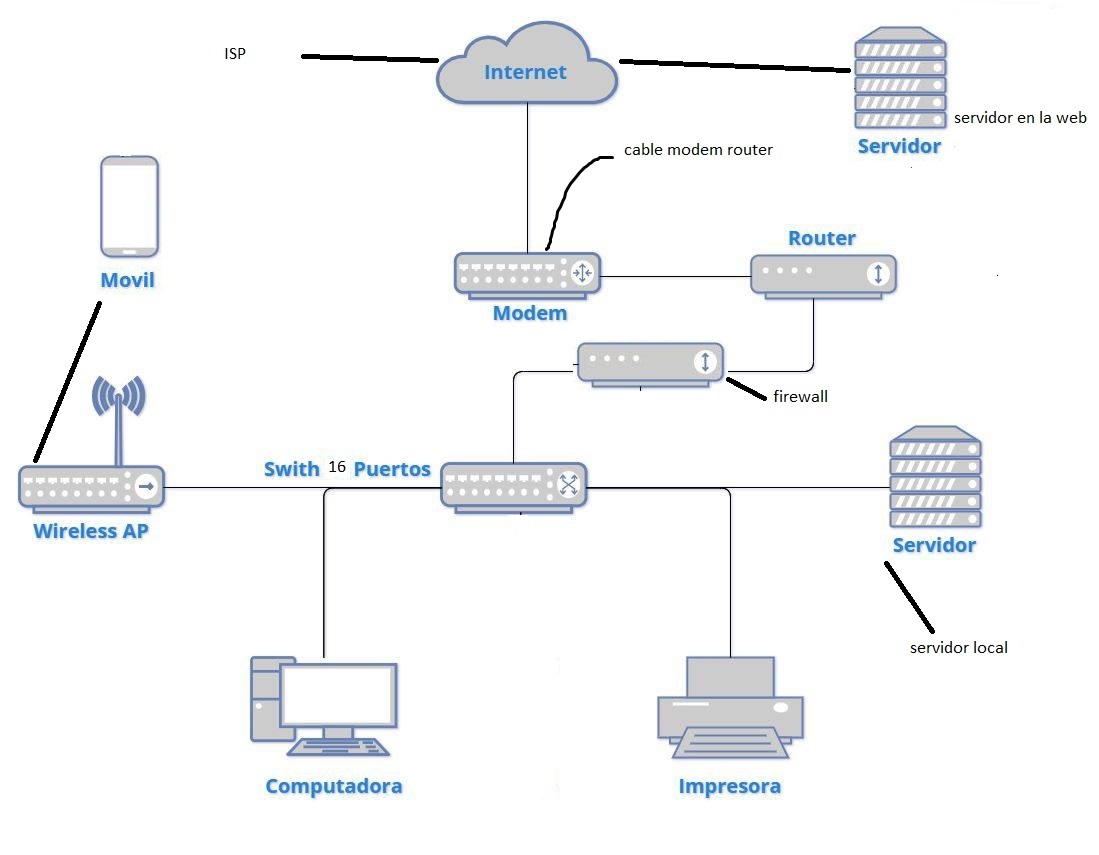 ISP
Internet
servidor en la web
Servidor
cable modem router
Movil
Router
Modem
firewall
Swith 16 Puertos
Wireless AP
Servidor
servidor local
Computadora
Impresora